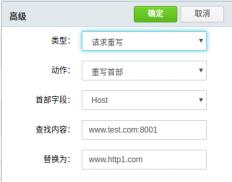 高级 确定 取消
类型： 请求重写
动作： 重写首部
首部字段： Host
查找内容： www.test.com:8001
替换为： www.http1.com